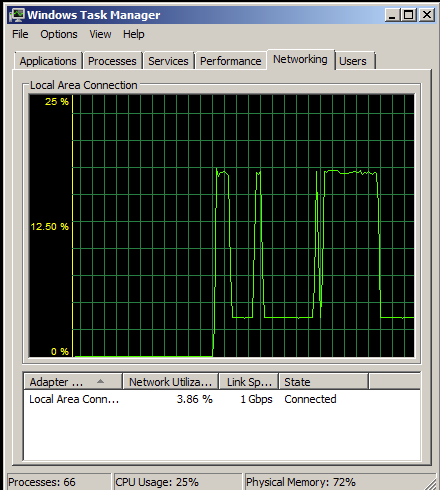 Windows Task Manager
File Options View Help
Applications Processes Services Performance Networking Users
Local Area Connection
25 %
12.50 %
0 %
Adapter ... Network Utiliza... Link Sp... State
Local Area Conn... 3.86 % 1 Gbps Connected
Processes: 66 CPU Usage: 25% Physical Memory: 72%